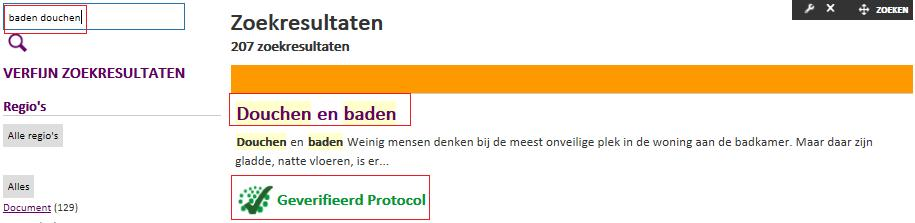 baden douchen
VERFIJN ZOEKRESULTATEN
Regio's
Alle regio's
Alles
Document (129)
Zoekresultaten
207 zoekresultaten
ZOEKEN
Douchen en baden
Douchen en baden Weinig mensen denken bij de meest onveilige plek in de woning aan de badkamer. Maar daar zijn
gladde, natte vloeren, is er...
Geverifieerd Protocol